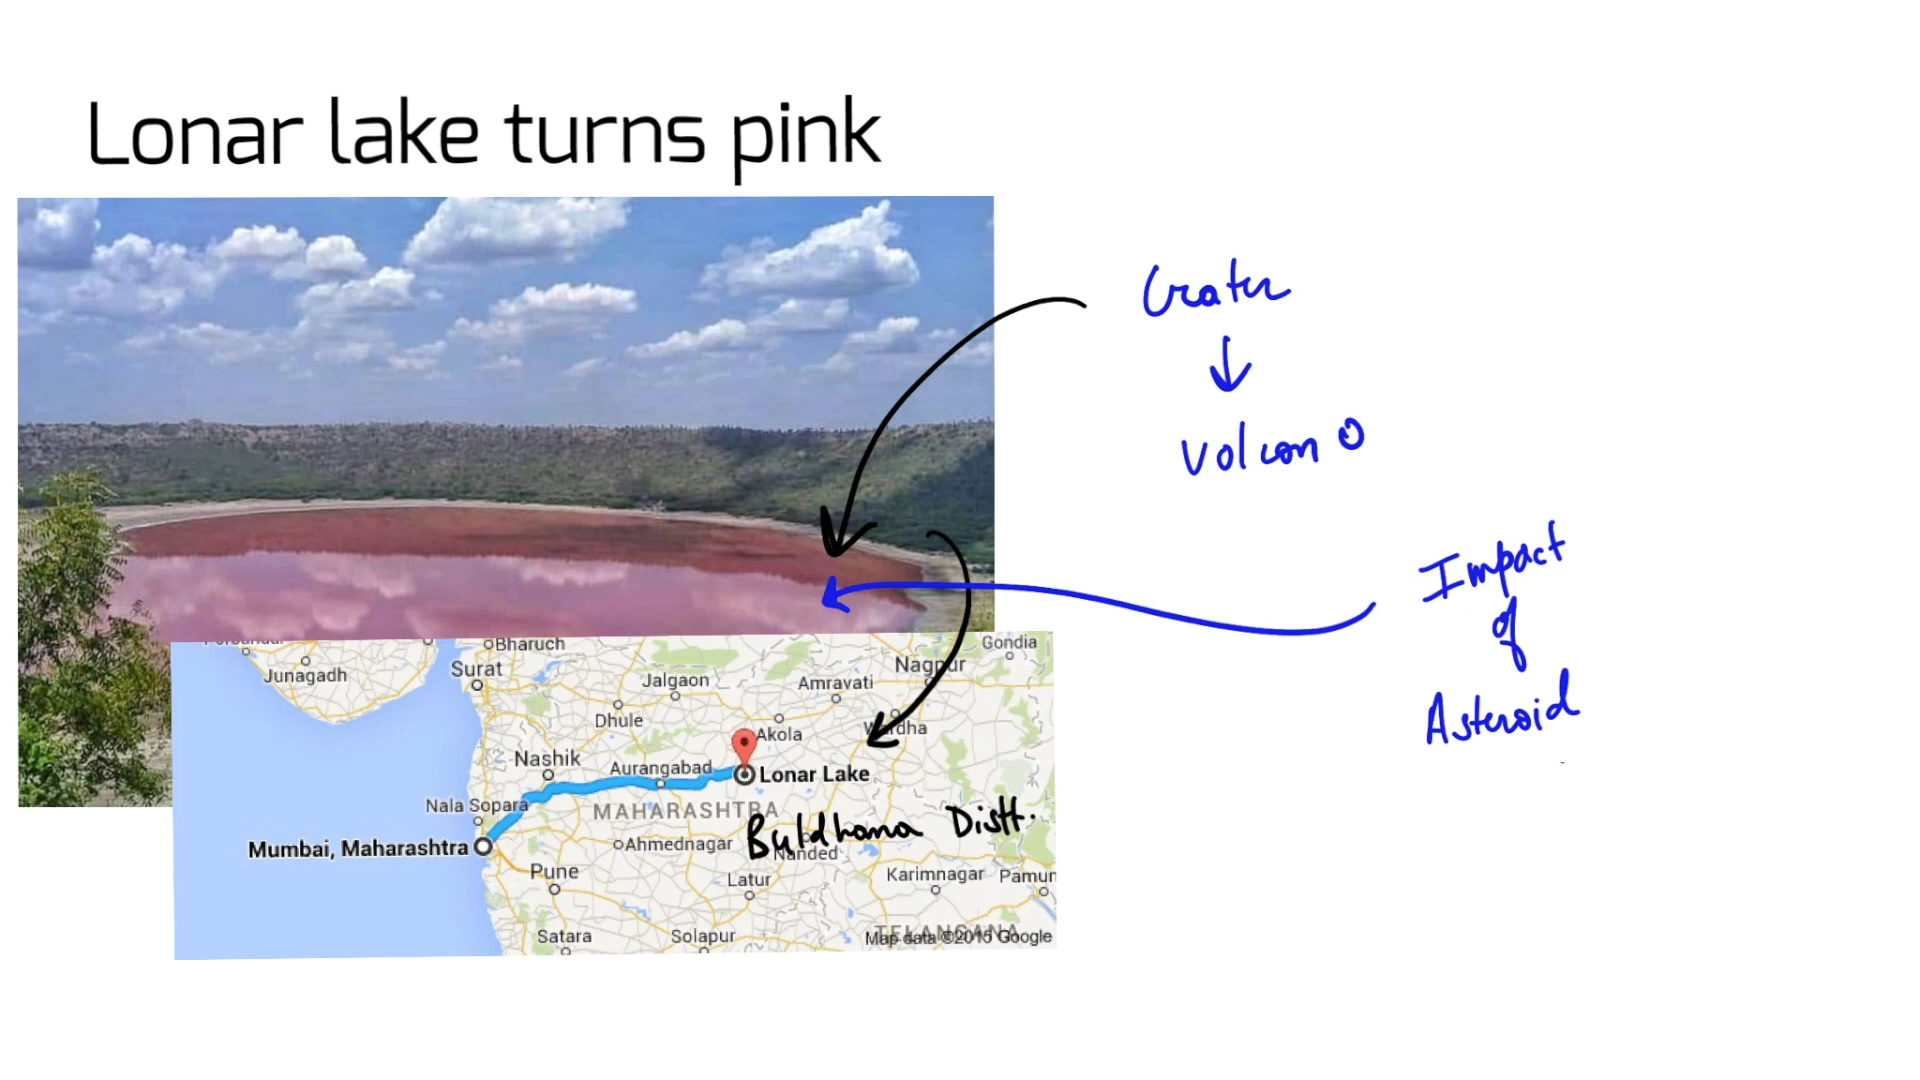 Lonar lake turns pink
Crater
Volcano
Impact
of
Asteroid
Bharuch
Gondia
Junagadh
Surat
Jalgaon
Nagpur
Amravati
Dhule
Akola
Wardha
Nashik
Aurangabad
Lonar Lake
Nala Sopara
MAHARASHTRA
Buldhana Distt.
Mumbai, Maharashtra
Ahmednagar
Nanded
Pune
Latur
Karimnagar
Pamur
Satara
Solapur
TELANGANA
Map data ©2015 Google